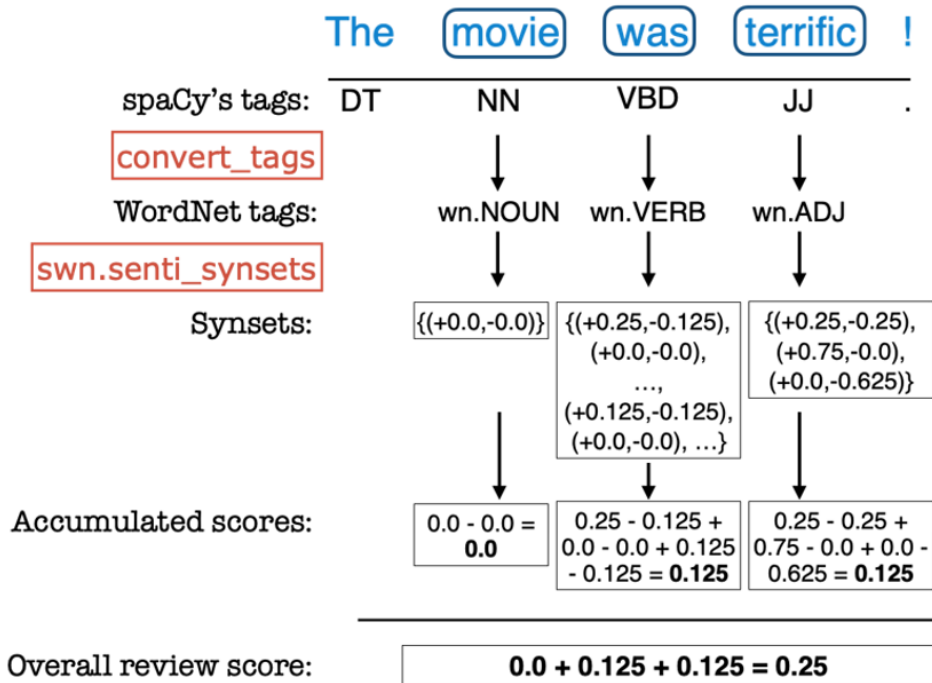 The movie was terrific !
spaCy's tags: DT NN VBD JJ .
convert_tags
WordNet tags: wn.NOUN wn.VERB wn.ADJ
swn.senti_synsets
Synsets:
{(+0.0,-0.0)}
{(+0.25,-0.125),
(+0.0,-0.0),
...,
(+0.125,-0.125),
(+0.0,-0.0), ...}
{(+0.25,-0.25),
(+0.75,-0.0),
(+0.0,-0.625)}
Accumulated scores:
0.0 - 0.0 =
0.0
0.25 - 0.125 +
0.0 - 0.0 + 0.125
- 0.125 = 0.125
0.25 - 0.25 +
0.75 - 0.0 + 0.0 -
0.625 = 0.125
Overall review score: 0.0 + 0.125 + 0.125 = 0.25